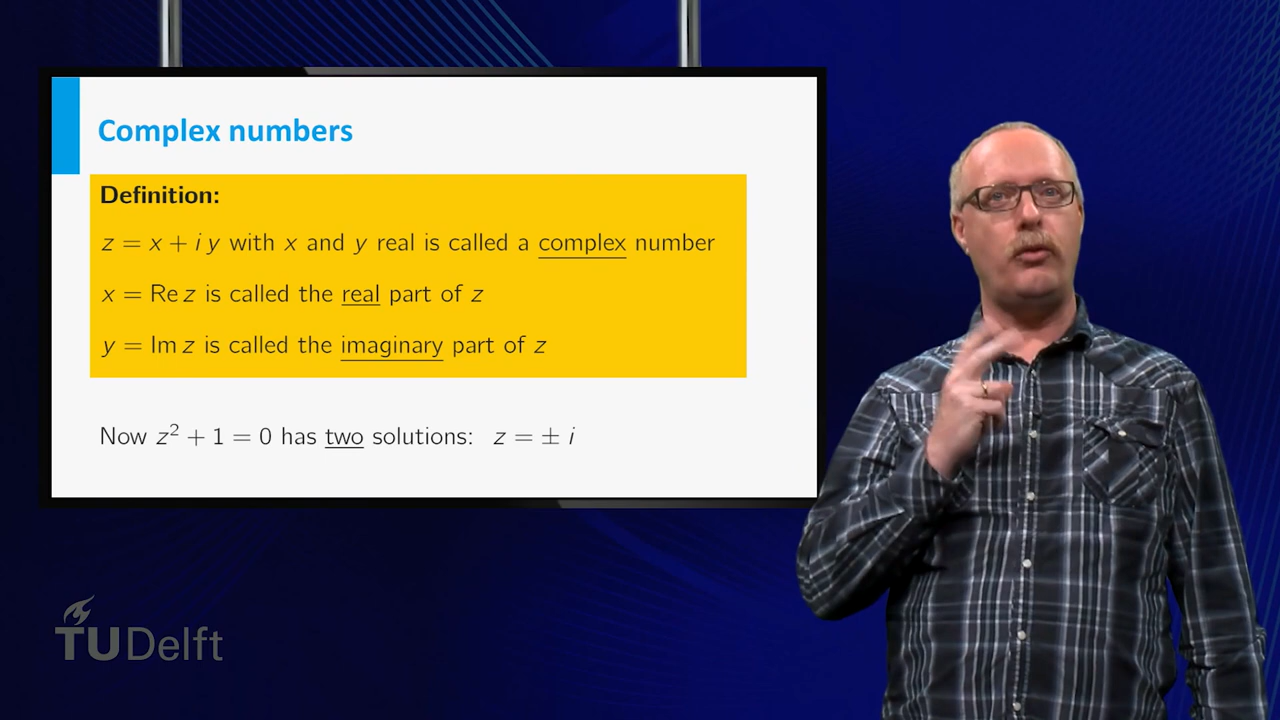 Complex numbers
Definition:
z = x + i y with x and y real is called a complex number
x = Re z is called the real part of z
y = Im z is called the imaginary part of z
Now z² + 1 = 0 has two solutions: z = ± i
TUDelft